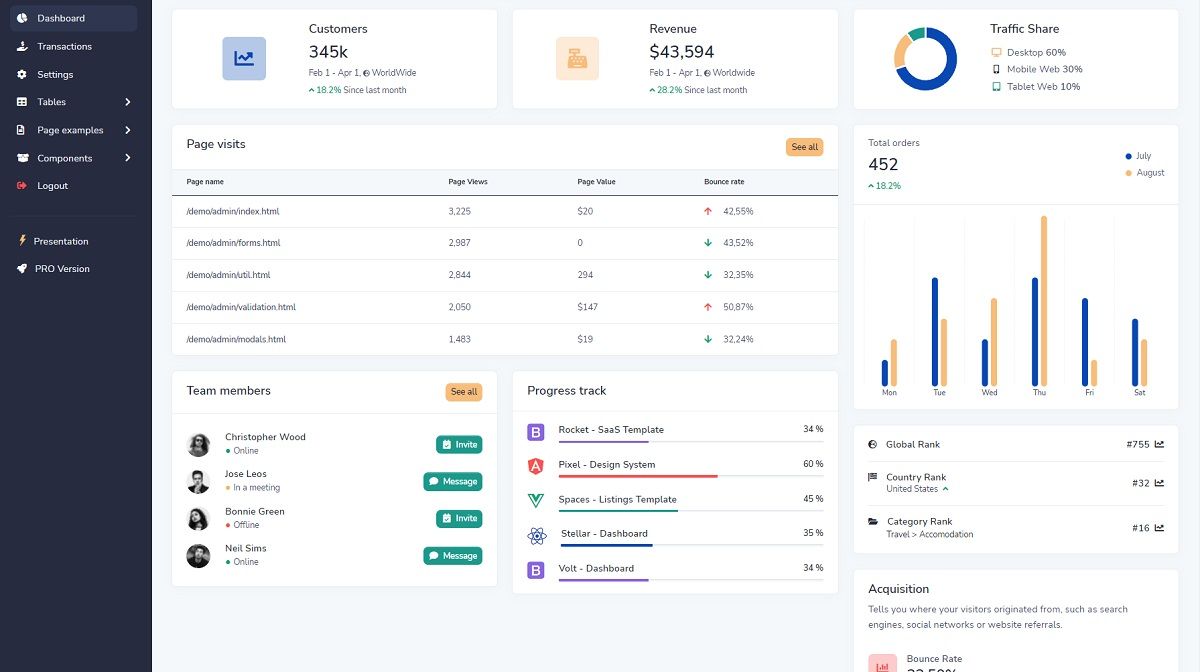 Dashboard
Transactions
Settings
Tables
Page examples
Components
Logout
Presentation
PRO Version
Customers
345k
Feb 1 - Apr 1, WorldWide
18.2% Since last month
Revenue
$43,594
Feb 1 - Apr 1, Worldwide
28.2% Since last month
Traffic Share
Desktop 60%
Mobile Web 30%
Tablet Web 10%
Page visits
See all
Page name Page Views Page Value Bounce rate
/demo/admin/index.html 3,225 $20 42,55%
/demo/admin/forms.html 2,987 0 43,52%
/demo/admin/util.html 2,844 294 32,35%
/demo/admin/validation.html 2,050 $147 50,87%
/demo/admin/modals.html 1,483 $19 32,24%
Total orders
452
18.2%
July
August
Mon Tue Wed Thu Fri Sat
Team members
See all
Christopher Wood
Online
Invite
Jose Leos
In a meeting
Message
Bonnie Green
Offline
Invite
Neil Sims
Online
Message
Progress track
B Rocket - SaaS Template 34 %
A Pixel - Design System 60 %
Spaces - Listings Template 45 %
Stellar - Dashboard 35 %
B Volt - Dashboard 34 %
Global Rank #755
Country Rank
United States
#32
Category Rank
Travel > Accomodation
#16
Acquisition
Tells you where your visitors originated from, such as search
engines, social networks or website referrals.
Bounce Rate